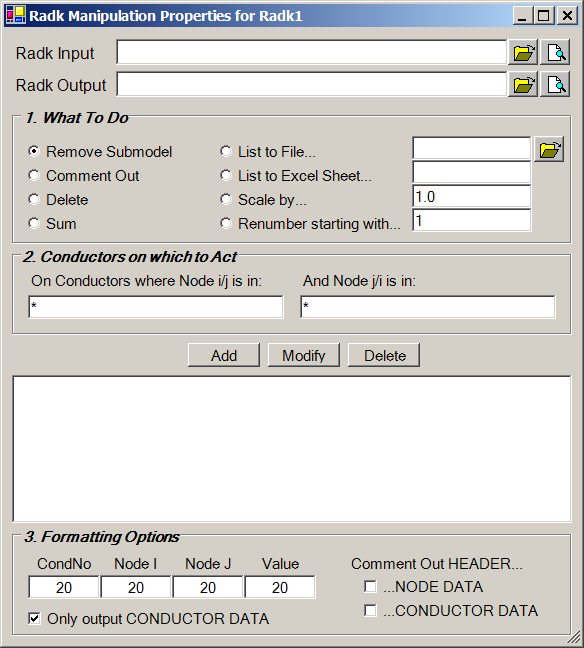 Radk Manipulation Properties for Radk1
Radk Input
Radk Output
1. What To Do
Remove Submodel
List to File...
Comment Out
List to Excel Sheet...
Delete
Scale by...
1.0
Sum
Renumber starting with...
1
2. Conductors on which to Act
On Conductors where Node i/j is in:
And Node j/i is in:
*
*
Add
Modify
Delete
3. Formatting Options
CondNo Node I Node J Value
Comment Out HEADER...
20 20 20 20
...NODE DATA
Only output CONDUCTOR DATA
...CONDUCTOR DATA